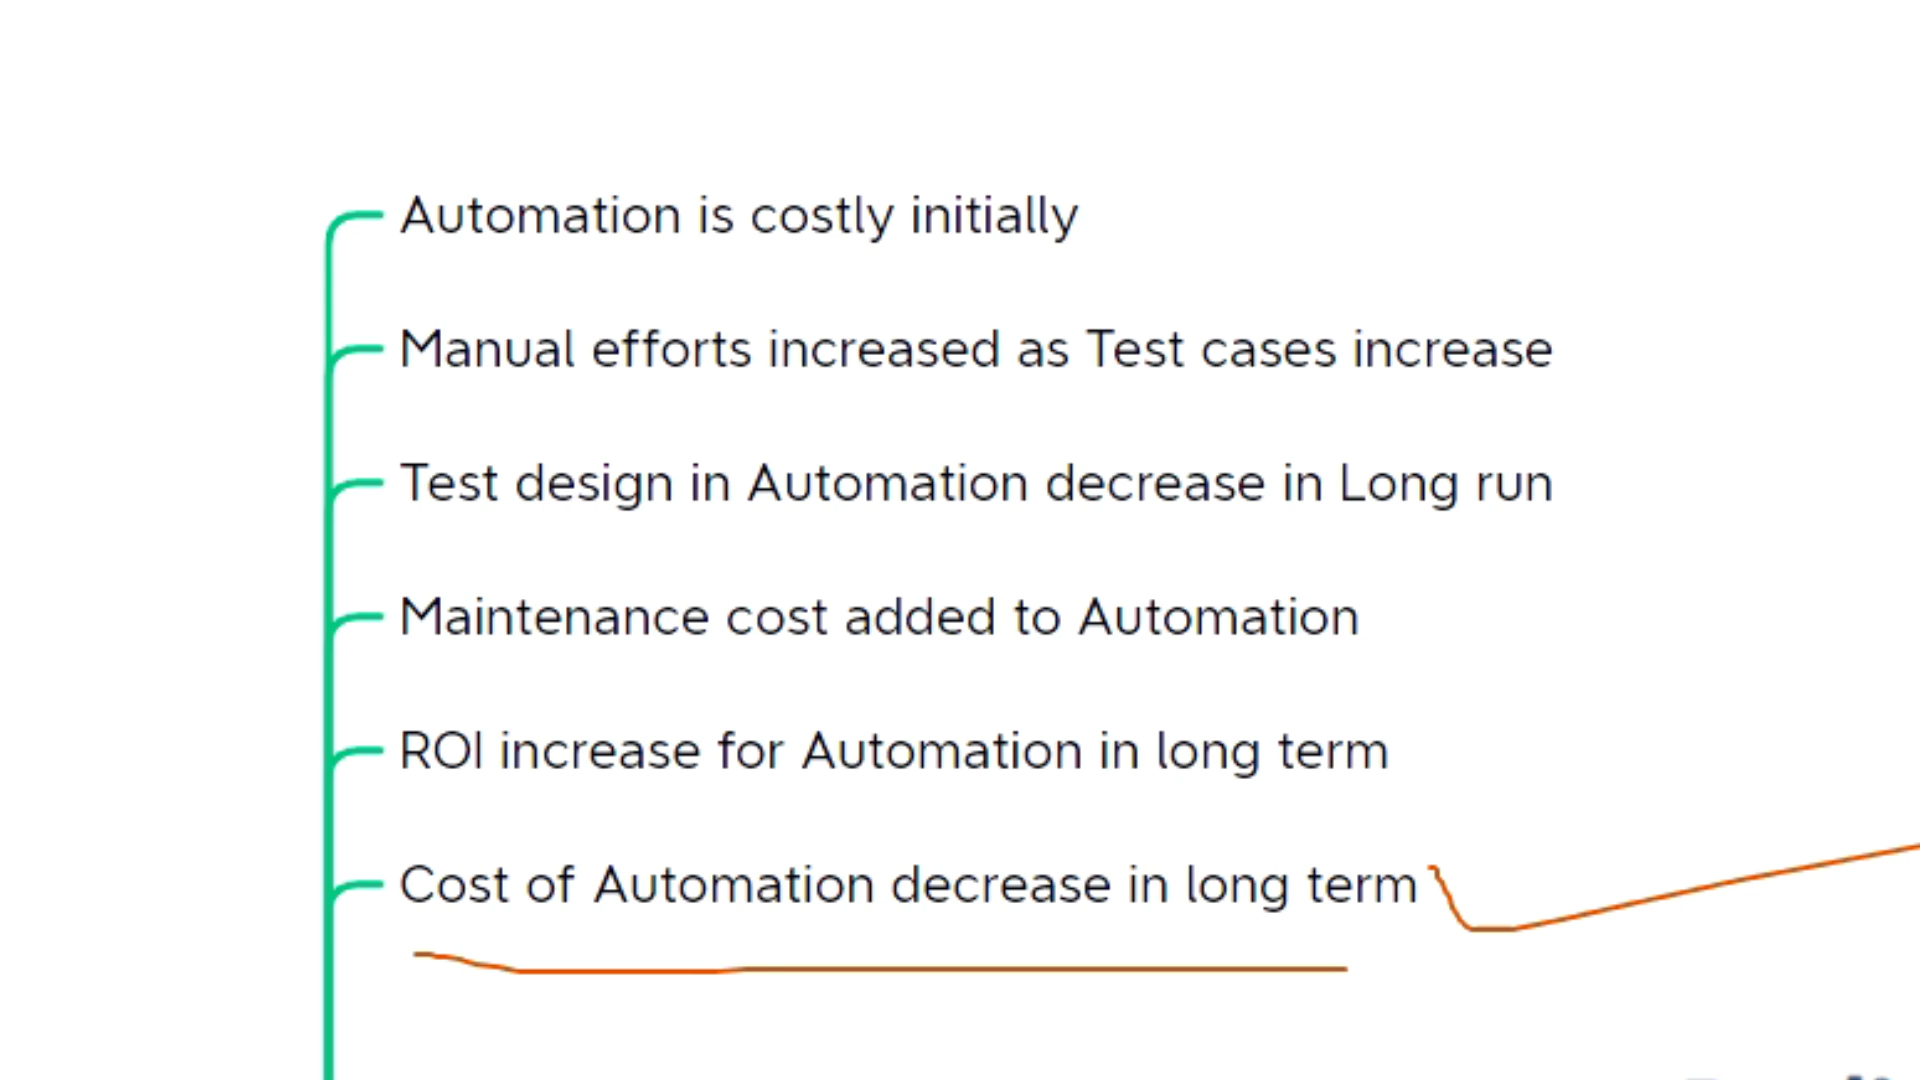 Automation is costly initially
Manual efforts increased as Test cases increase
Test design in Automation decrease in Long run
Maintenance cost added to Automation
ROI increase for Automation in long term
Cost of Automation decrease in long term